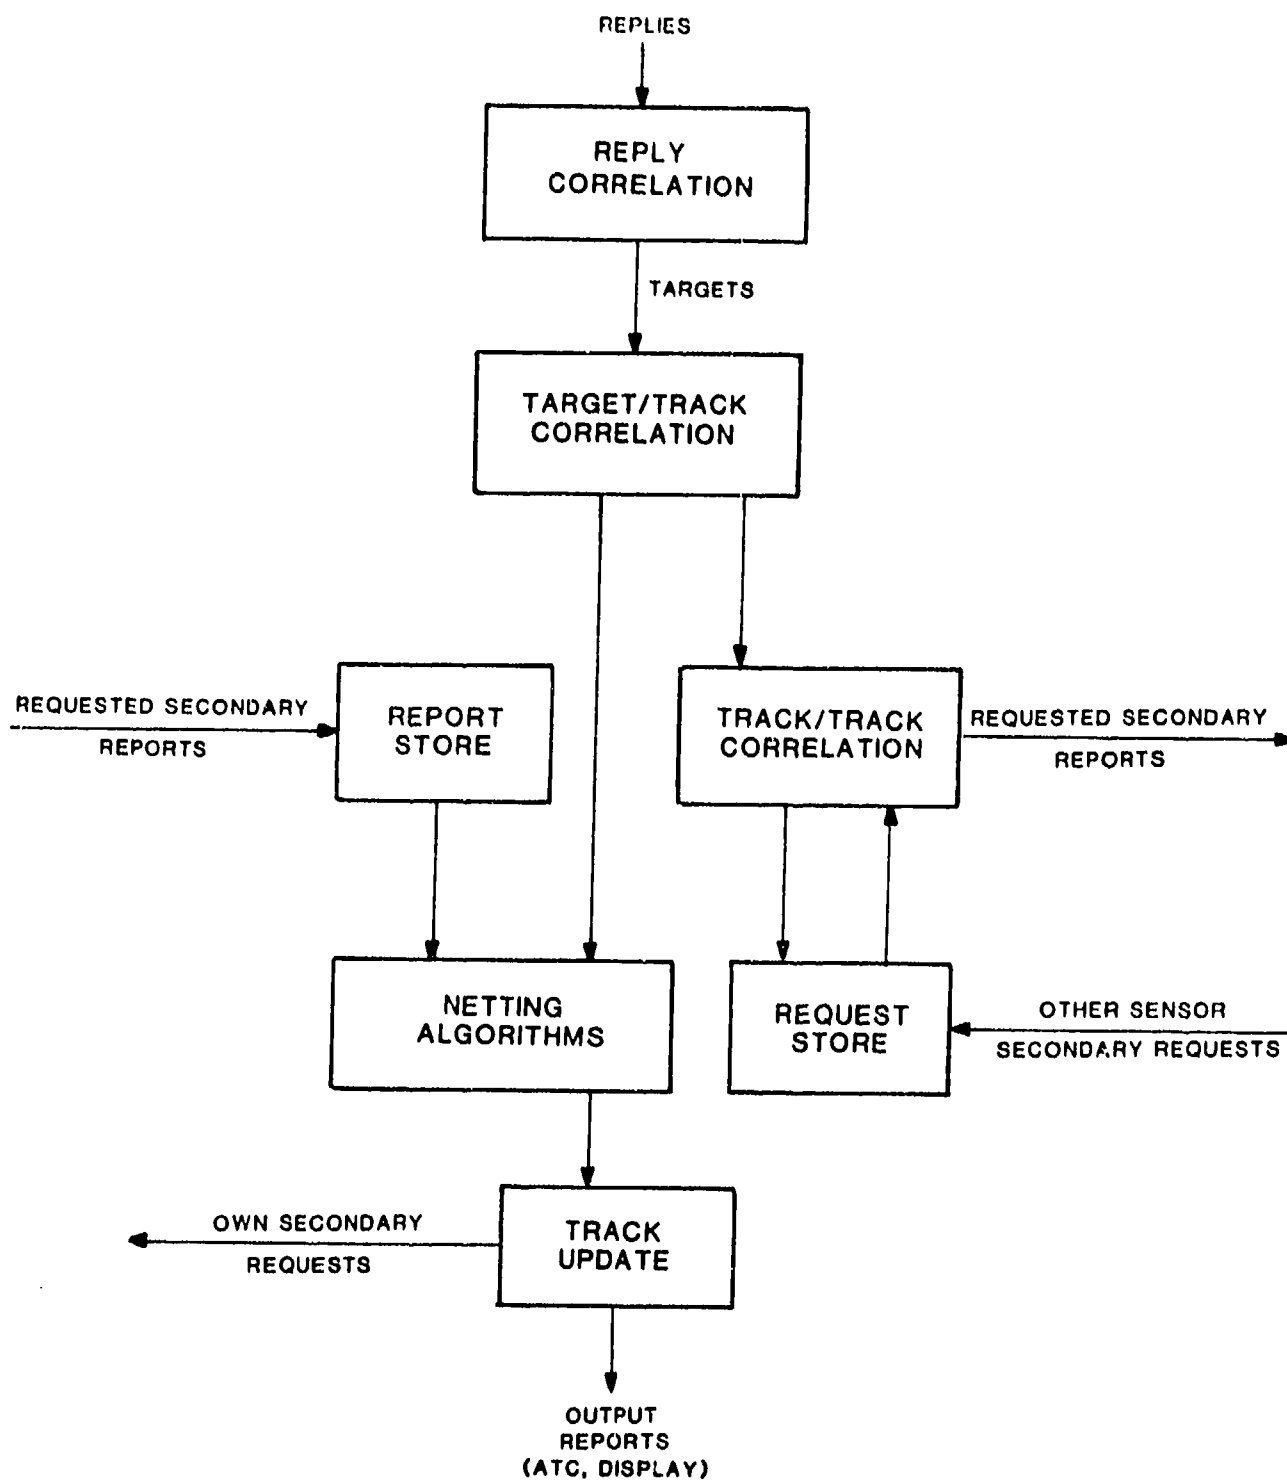 REPLIES
REPLY
CORRELATION
TARGETS
TARGET/TRACK
CORRELATION
REQUESTED SECONDARY
REPORTS
REPORT
STORE
TRACK/TRACK
CORRELATION
REQUESTED SECONDARY
REPORTS
NETTING
ALGORITHMS
REQUEST
STORE
OTHER SENSOR
SECONDARY REQUESTS
OWN SECONDARY
REQUESTS
TRACK
UPDATE
OUTPUT
REPORTS
(ATC, DISPLAY)